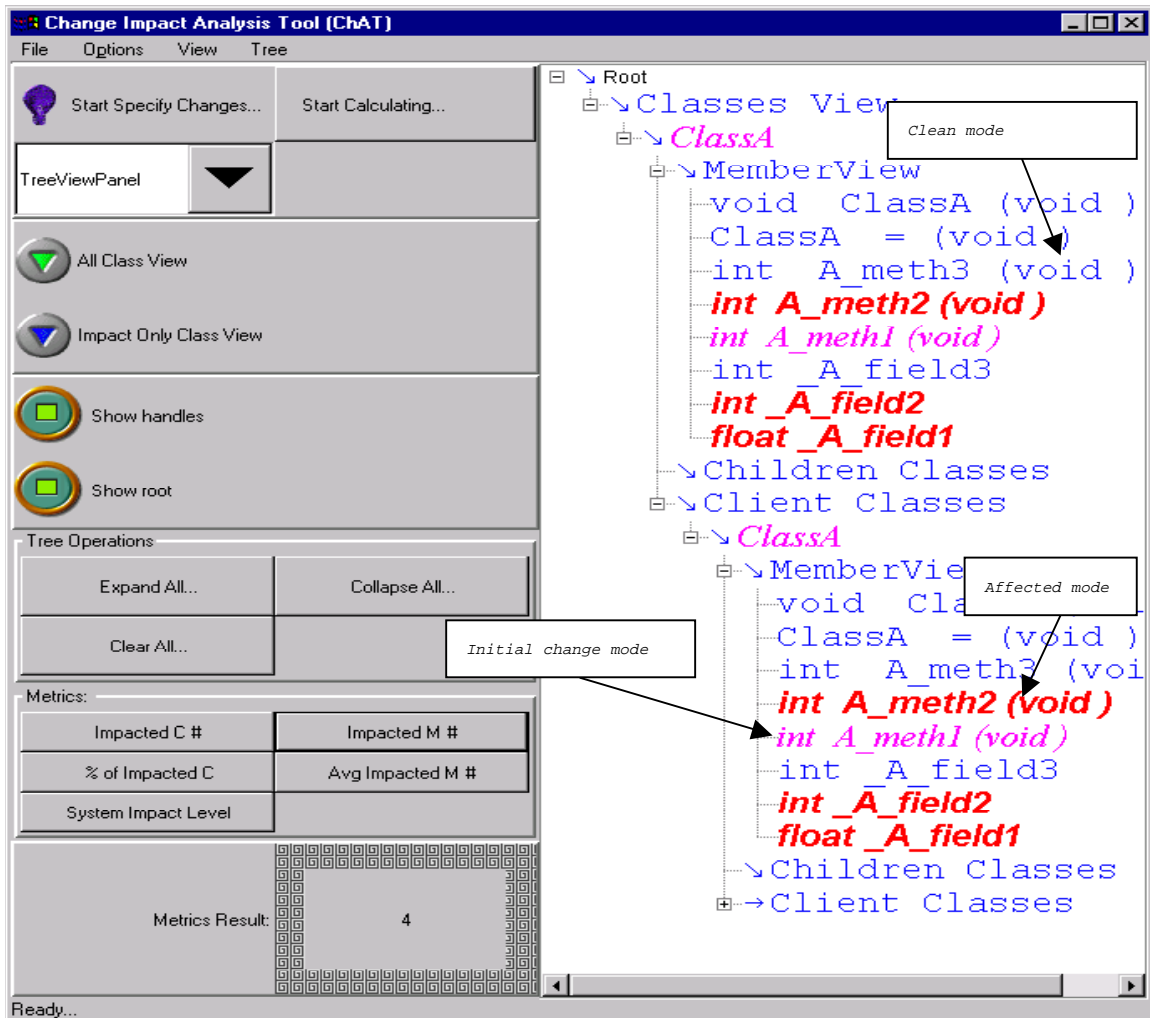 Change Impact Analysis Tool (ChAT)
File Options View Tree
Start Specify Changes... Start Calculating...
TreeViewPanel
All Class View
Impact Only Class View
Show handles
Show root
Tree Operations
Expand All... Collapse All...
Clear All...
Metrics:
Impacted C # Impacted M #
% of Impacted C Avg Impacted M #
System Impact Level
Metrics Result: 4
Ready...
Root
Classes View
Clean mode
ClassA
MemberView
void ClassA (void )
ClassA = (void )
int A_meth3 (void )
int A_meth2 (void )
int A_meth1 (void )
int _A_field3
int _A_field2
float _A_field1
Children Classes
Client Classes
ClassA
MemberVie
Affected mode
void Cla
Initial change mode
ClassA = (void )
int A_meth3 (voi
int A_meth2 (void )
int A_meth1 (void )
int _A_field3
int _A_field2
float _A_field1
Children Classes
Client Classes